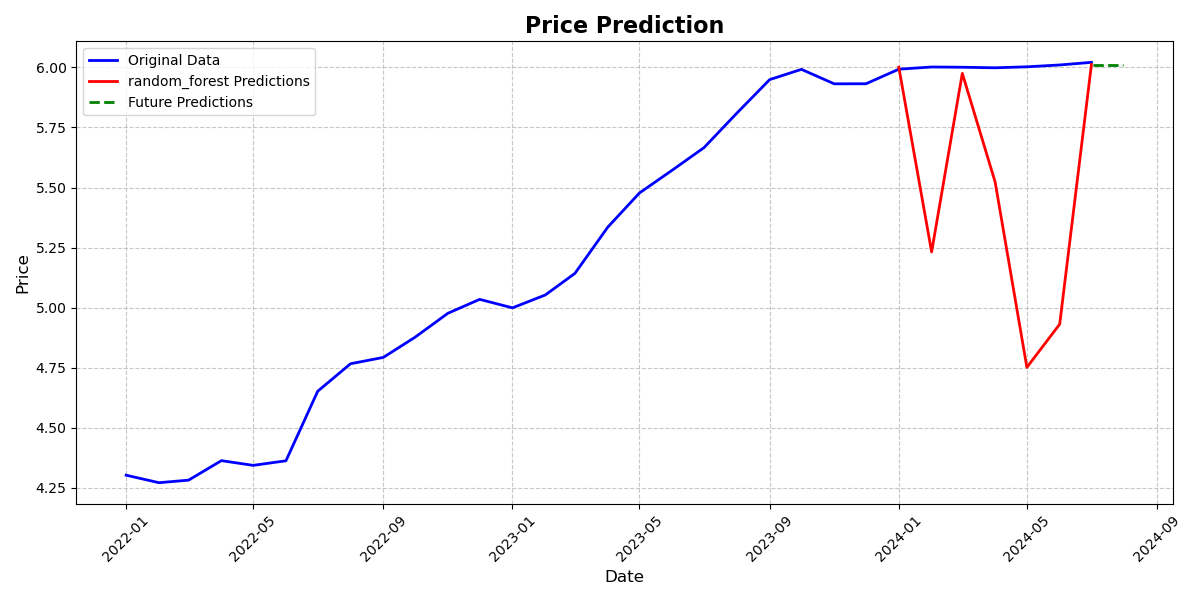 Price Prediction
Original Data
random_forest Predictions
Future Predictions
Price
6.00
5.75
5.50
5.25
5.00
4.75
4.50
4.25
2022-01
2022-05
2022-09
2023-01
2023-05
2023-09
2024-01
2024-05
2024-09
Date